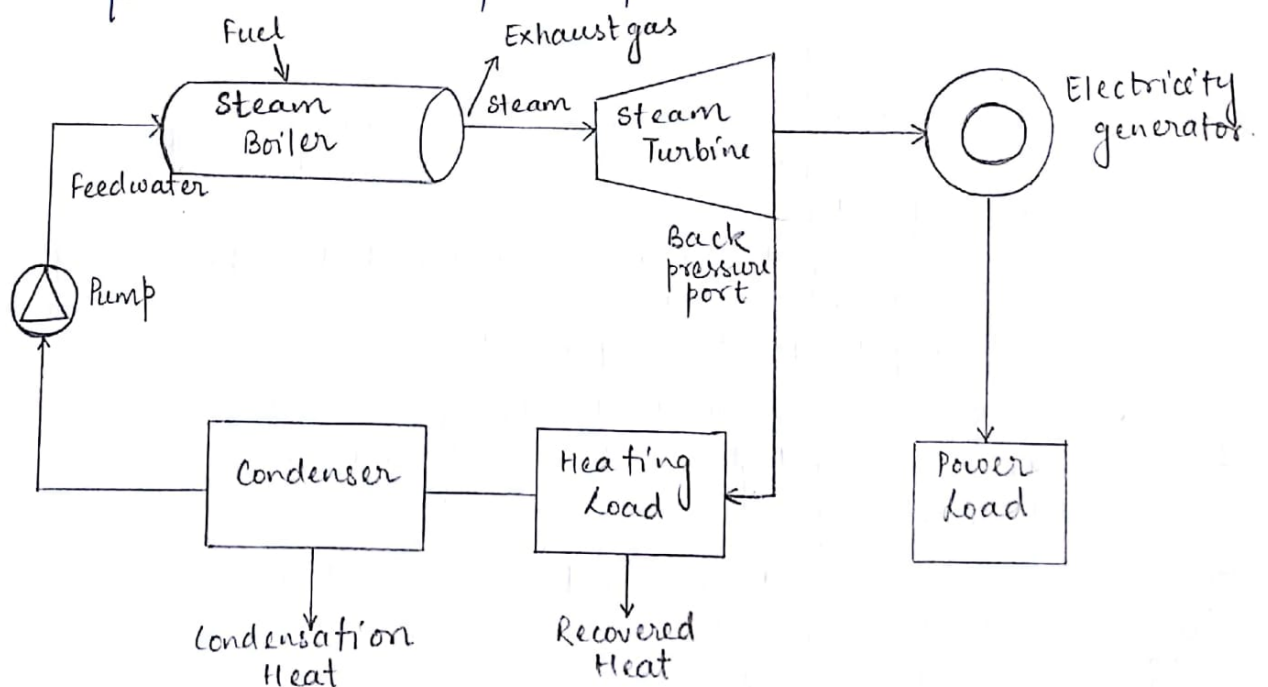 Fuel
Exhaust gas
Steam
Boiler
steam
Steam
Turbine
Electricity
generator.
Feedwater
Pump
Back
pressure
port
Condenser
Heating
Load
Power
Load
Condensation
Heat
Recovered
Heat